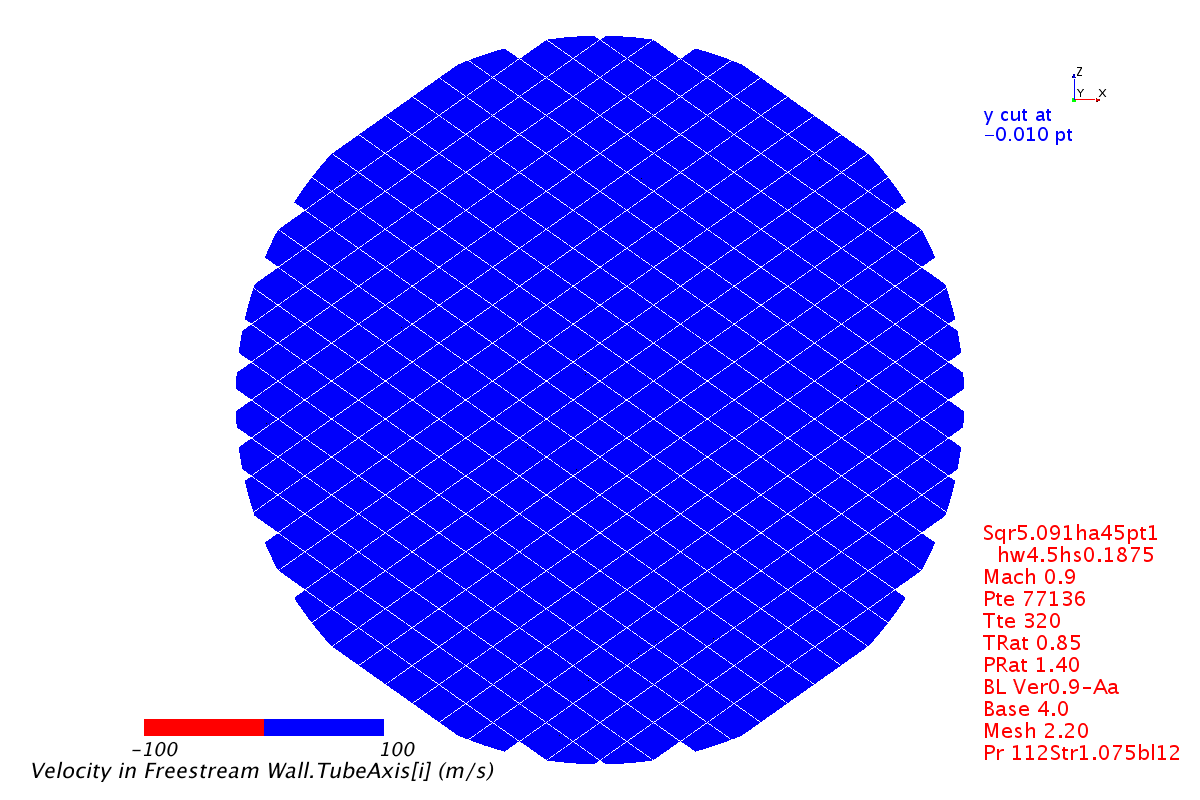 Z
Y X
y cut at
-0.010 pt
Sqr5.091ha45pt1
hw4.5hs0.1875
Mach 0.9
Pte 77136
Tte 320
TRat 0.85
PRat 1.40
BL Ver0.9-Aa
Base 4.0
Mesh 2.20
Pr 112Str1.075bl12
-100 100
Velocity in Freestream Wall.TubeAxis[i] (m/s)